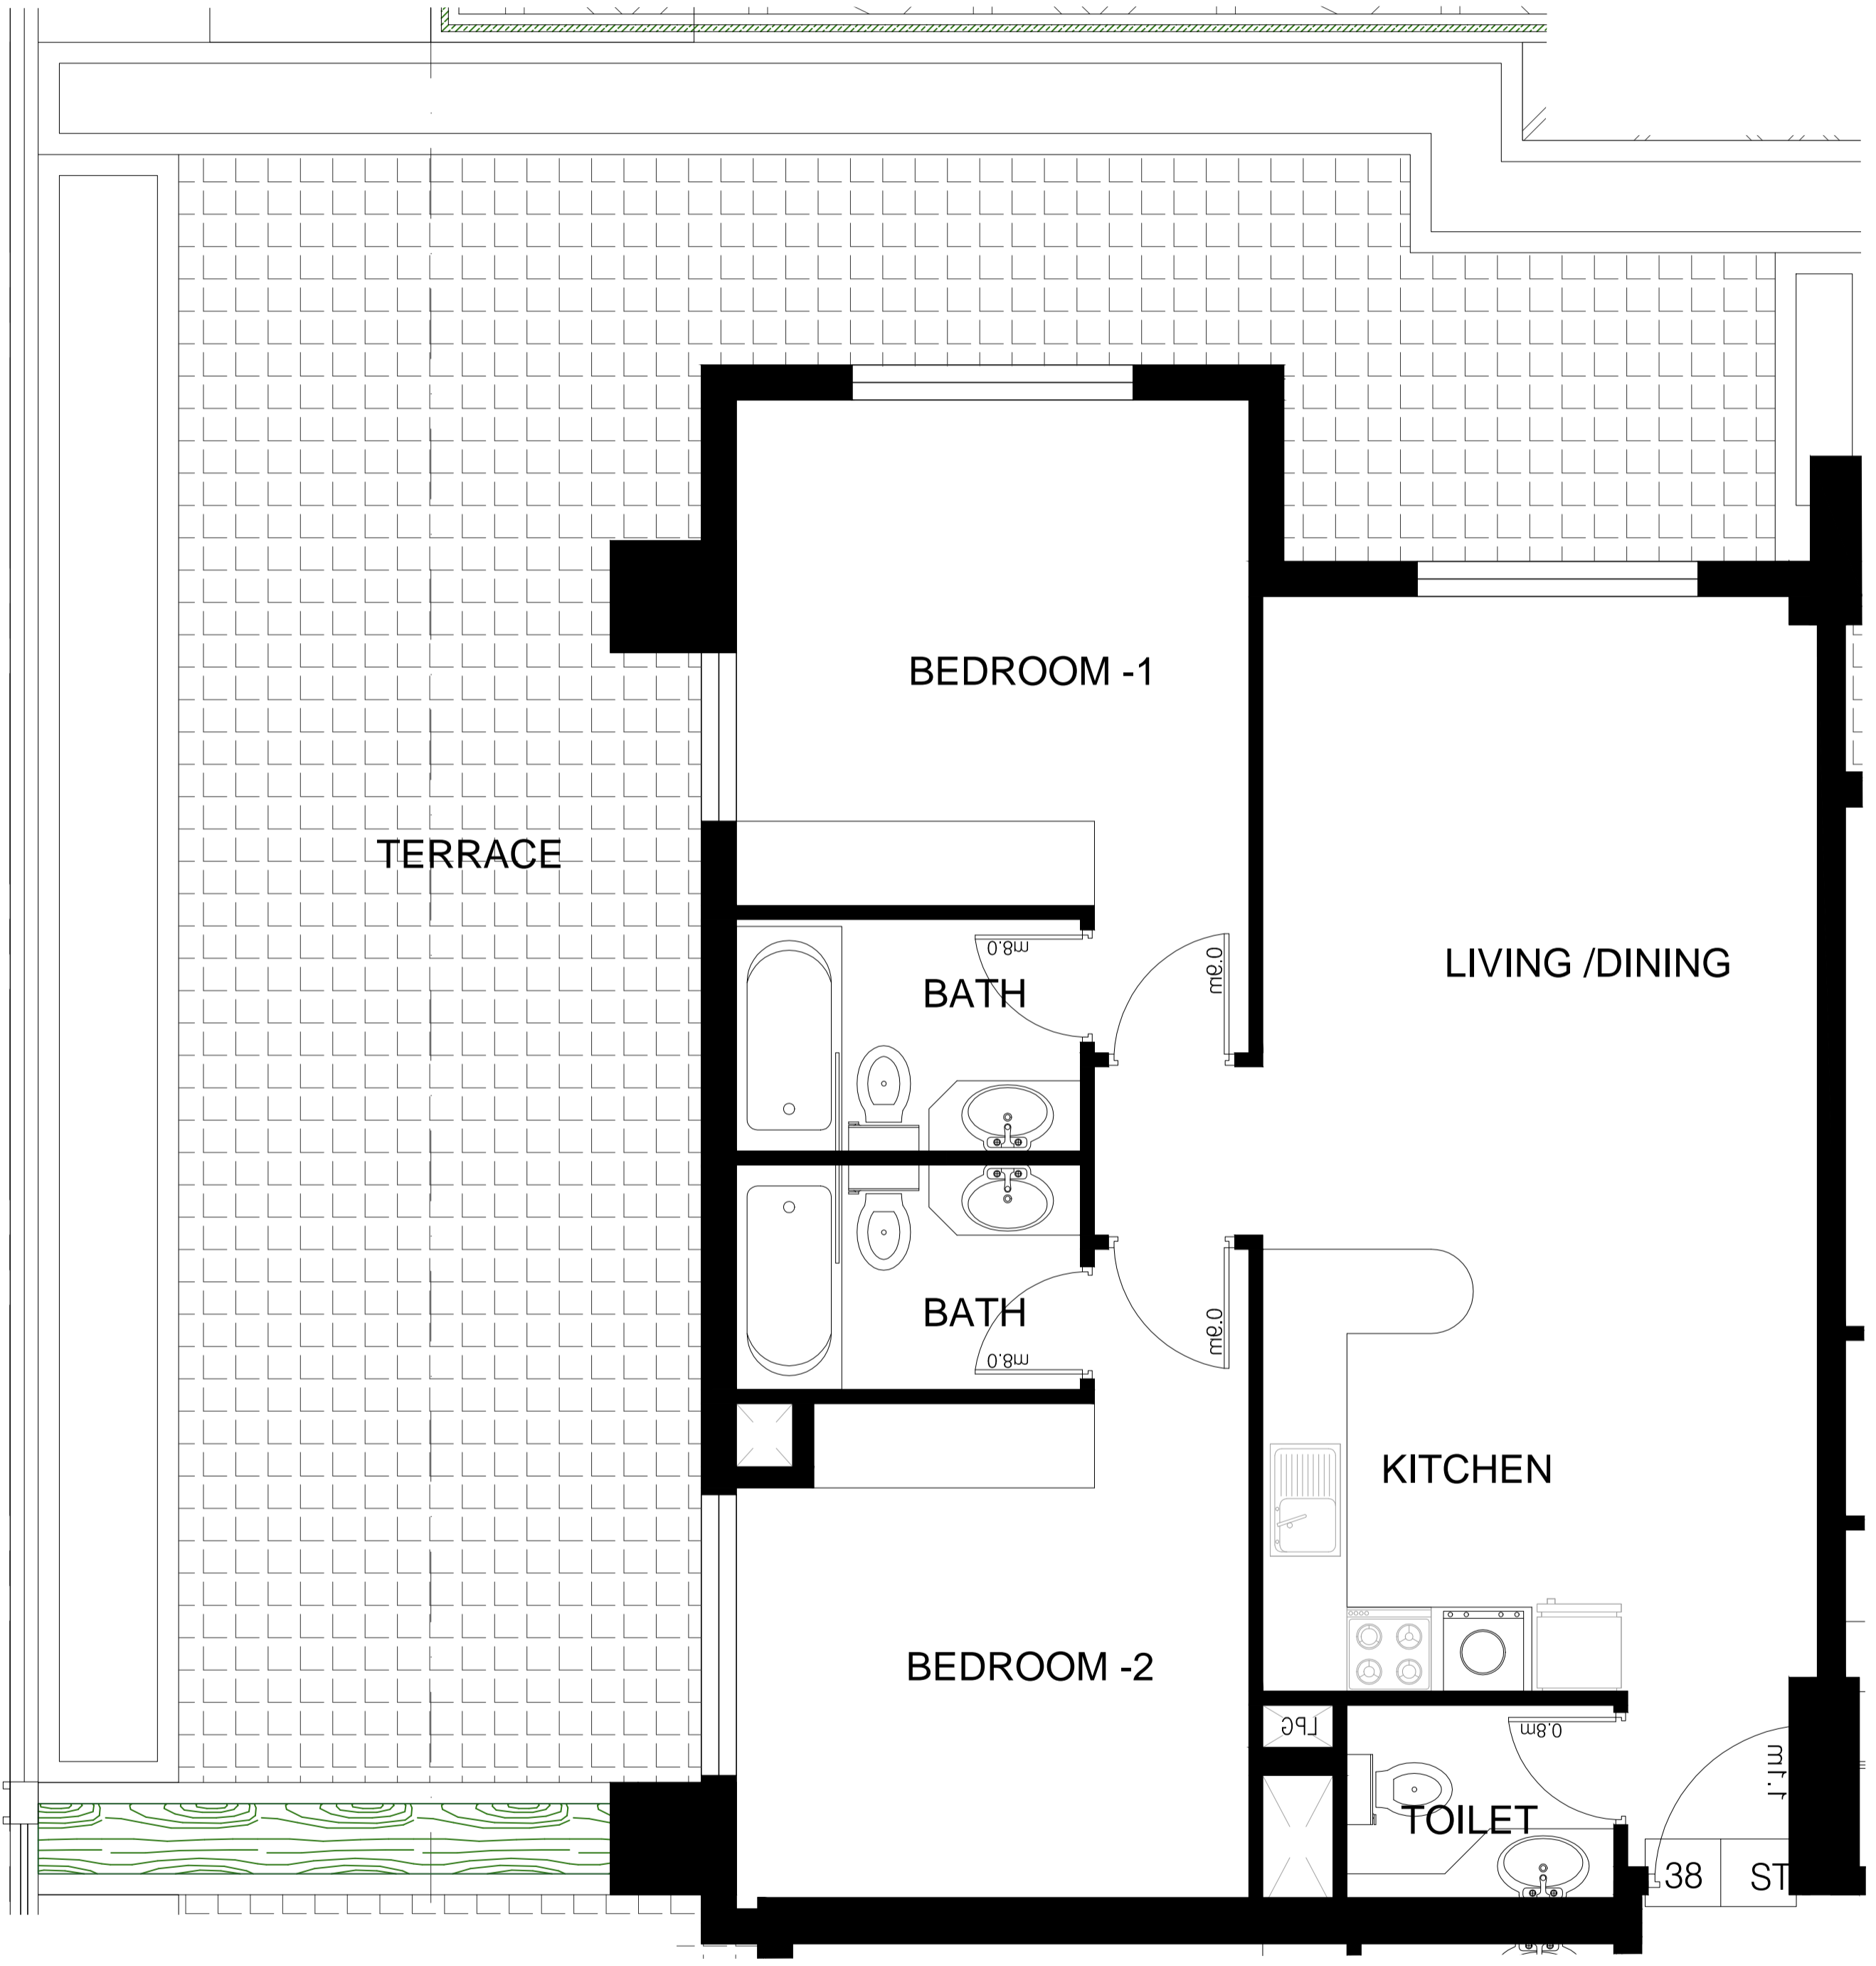 BEDROOM -1
TERRACE
LIVING /DINING
0.8m
0.9m
BATH
BATH
0.9m
0.8m
KITCHEN
BEDROOM -2
LPG
0.8m
1.1m
TOILET
38
ST